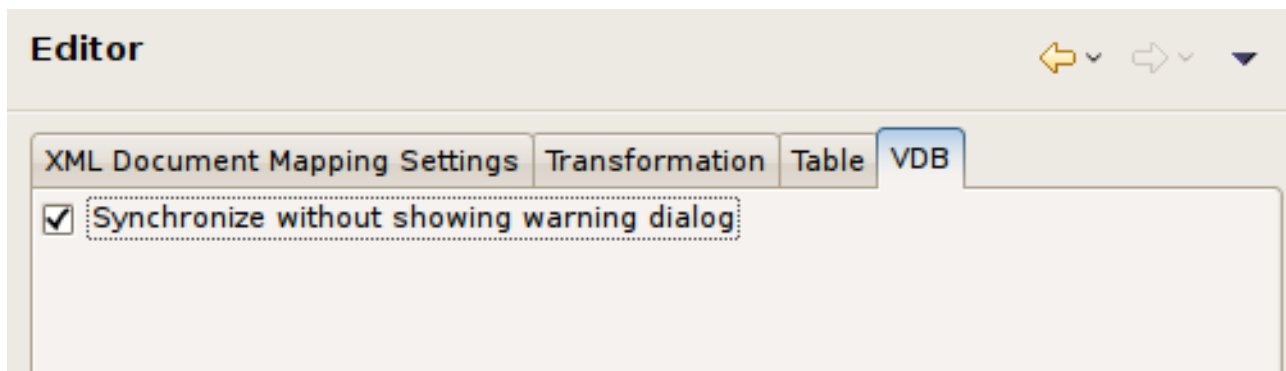 Editor
XML Document Mapping Settings Transformation Table VDB
Synchronize without showing warning dialog